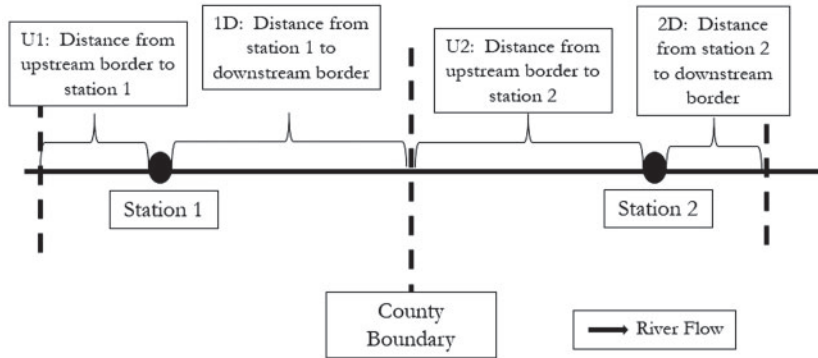 U1: Distance from
upstream border to
station 1
1D: Distance from
station 1 to
downstream border
U2: Distance from
upstream border to
station 2
2D: Distance
from station 2
to downstream
border
Station 1
Station 2
County
Boundary
River Flow